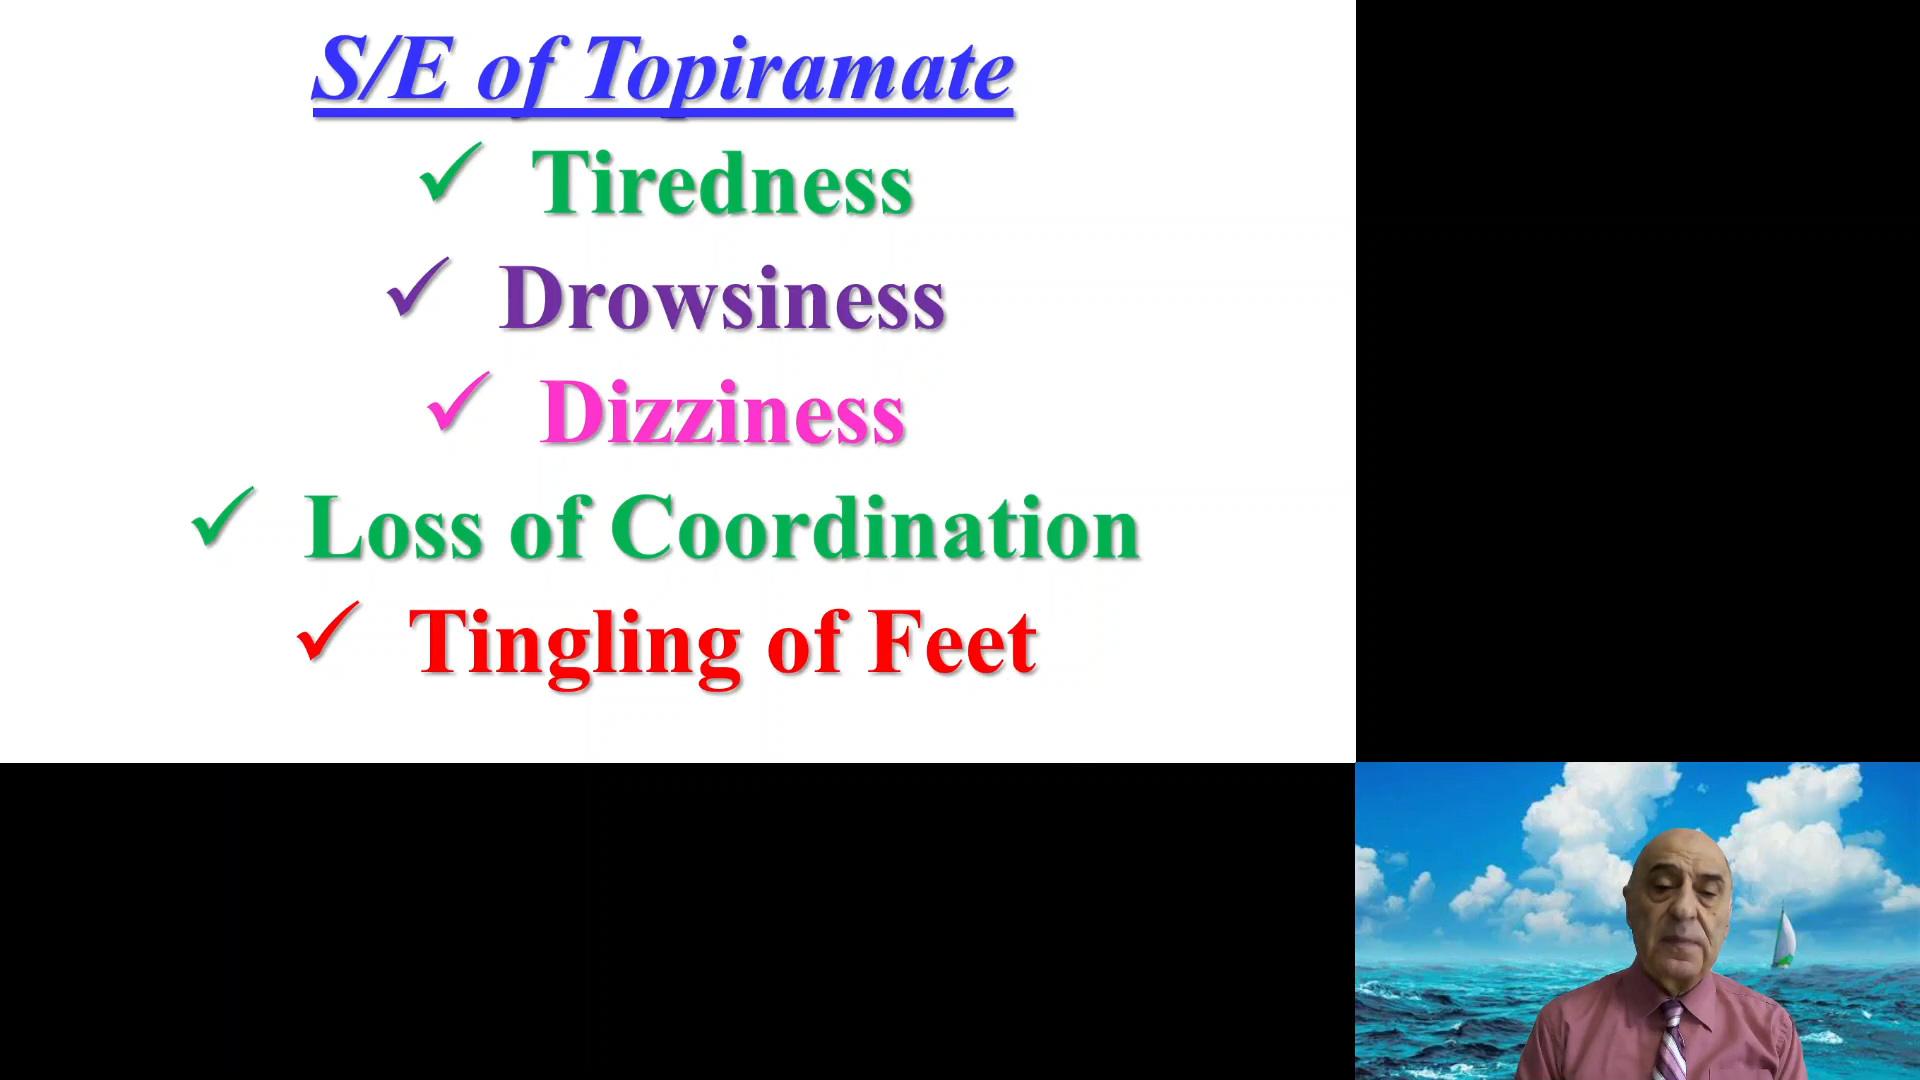 S/E of Topiramate
✓ Tiredness
✓ Drowsiness
✓ Dizziness
✓ Loss of Coordination
✓ Tingling of Feet